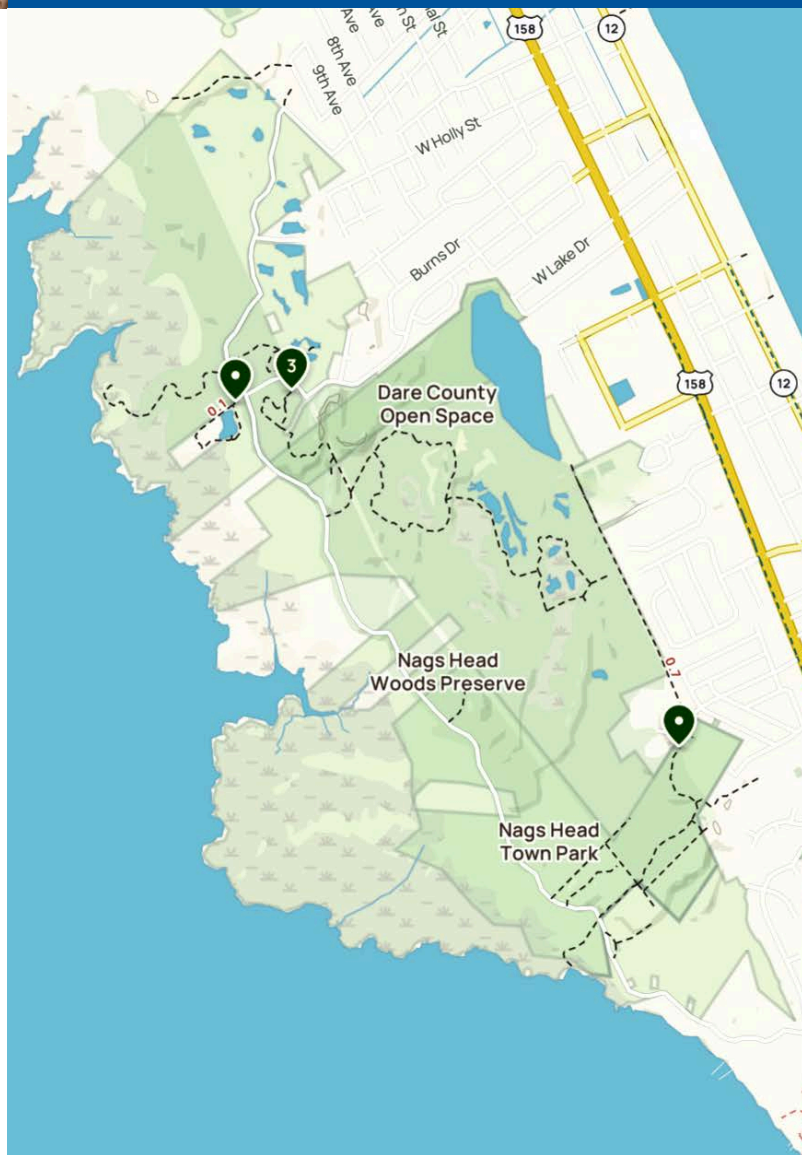 St
Ave
St
158
12
8th Ave
9th Ave
W Holly St
Burns Dr
W Lake Dr
3
0.1
158
12
Dare County
Open Space
0.7
Nags Head
Woods Preserve
Nags Head
Town Park